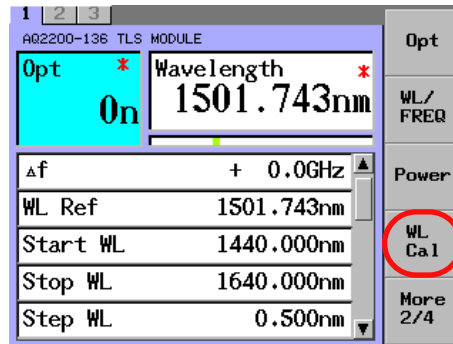 1 2 3
AQ2200-136 TLS MODULE
Opt *
On
Wavelength *
1501.743nm
△f + 0.0GHz
WL Ref 1501.743nm
Start WL 1440.000nm
Stop WL 1640.000nm
Step WL 0.500nm
Opt
WL/
FREQ
Power
WL
Cal
More
2/4